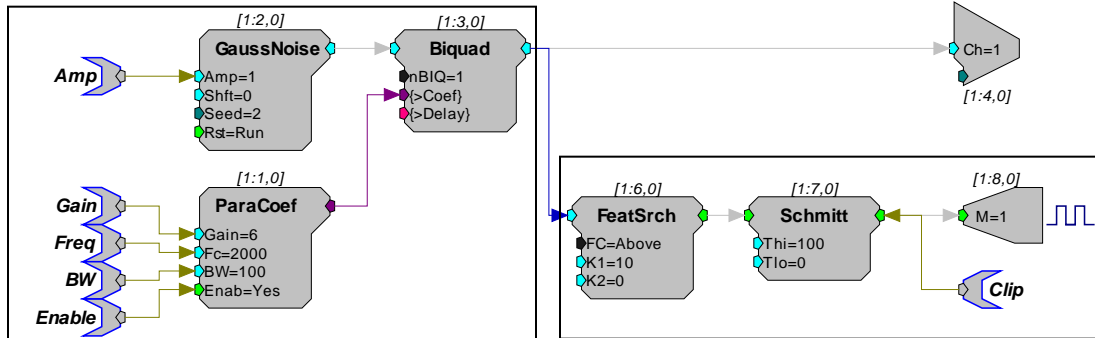 [1:2,0]
GaussNoise
Amp
Amp=1
Shft=0
Seed=2
Rst=Run
[1:3,0]
Biquad
nBIQ=1
{>Coef}
{>Delay}
Ch=1
[1:4,0]
[1:1,0]
ParaCoef
Gain
Freq
BW
Enable
Gain=6
Fc=2000
BW=100
Enab=Yes
[1:6,0]
FeatSrch
FC=Above
K1=10
K2=0
[1:7,0]
Schmitt
Thi=100
Tlo=0
[1:8,0]
M=1
Clip